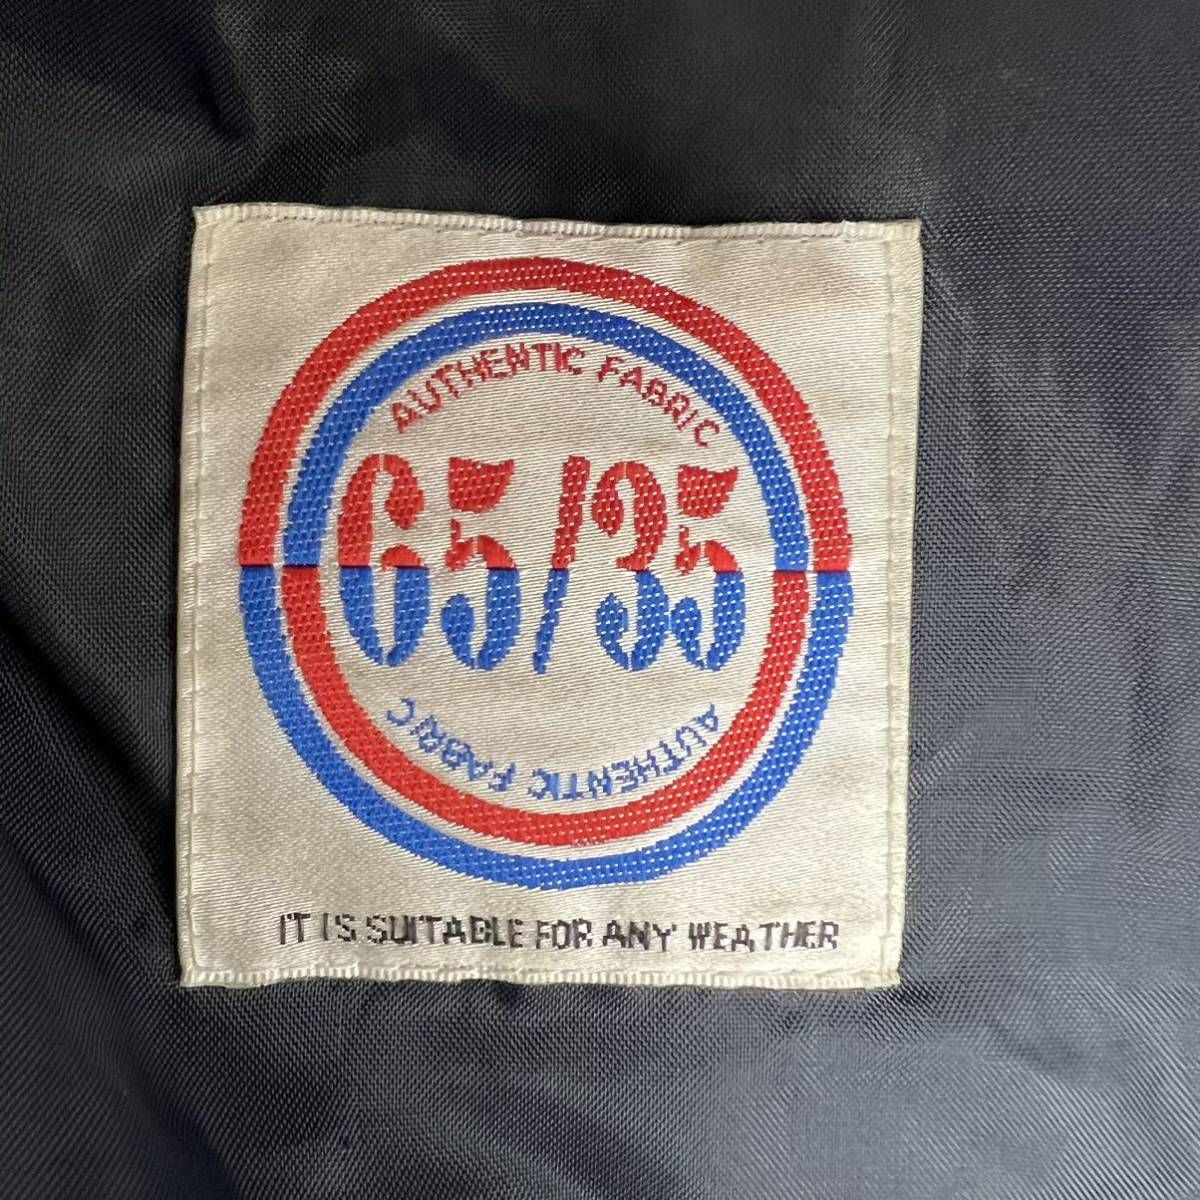 AUTHENTIC FABRIC
65/35
AUTHENTIC FABRIC
IT IS SUITABLE FOR ANY WEATHER